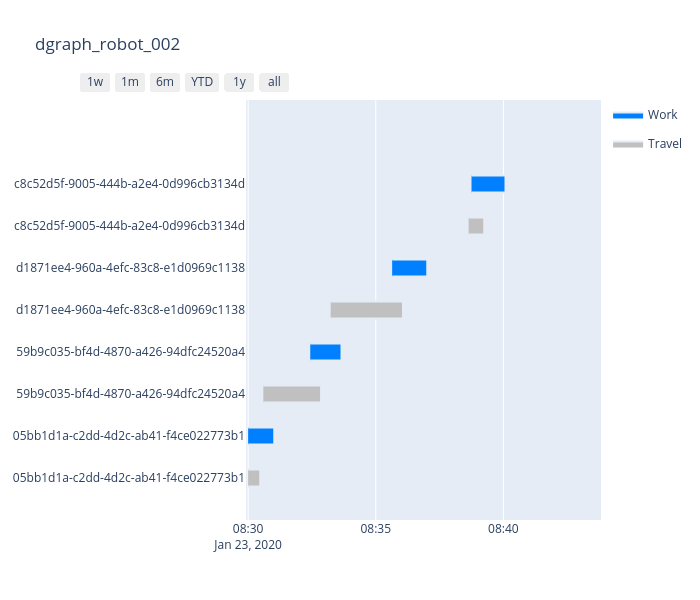 dgraph_robot_002
1w 1m 6m YTD 1y all
Work
Travel
c8c52d5f-9005-444b-a2e4-0d996cb3134d
c8c52d5f-9005-444b-a2e4-0d996cb3134d
d1871ee4-960a-4efc-83c8-e1d0969c1138
d1871ee4-960a-4efc-83c8-e1d0969c1138
59b9c035-bf4d-4870-a426-94dfc24520a4
59b9c035-bf4d-4870-a426-94dfc24520a4
05bb1d1a-c2dd-4d2c-ab41-f4ce022773b1
05bb1d1a-c2dd-4d2c-ab41-f4ce022773b1
08:30 08:35 08:40
Jan 23, 2020